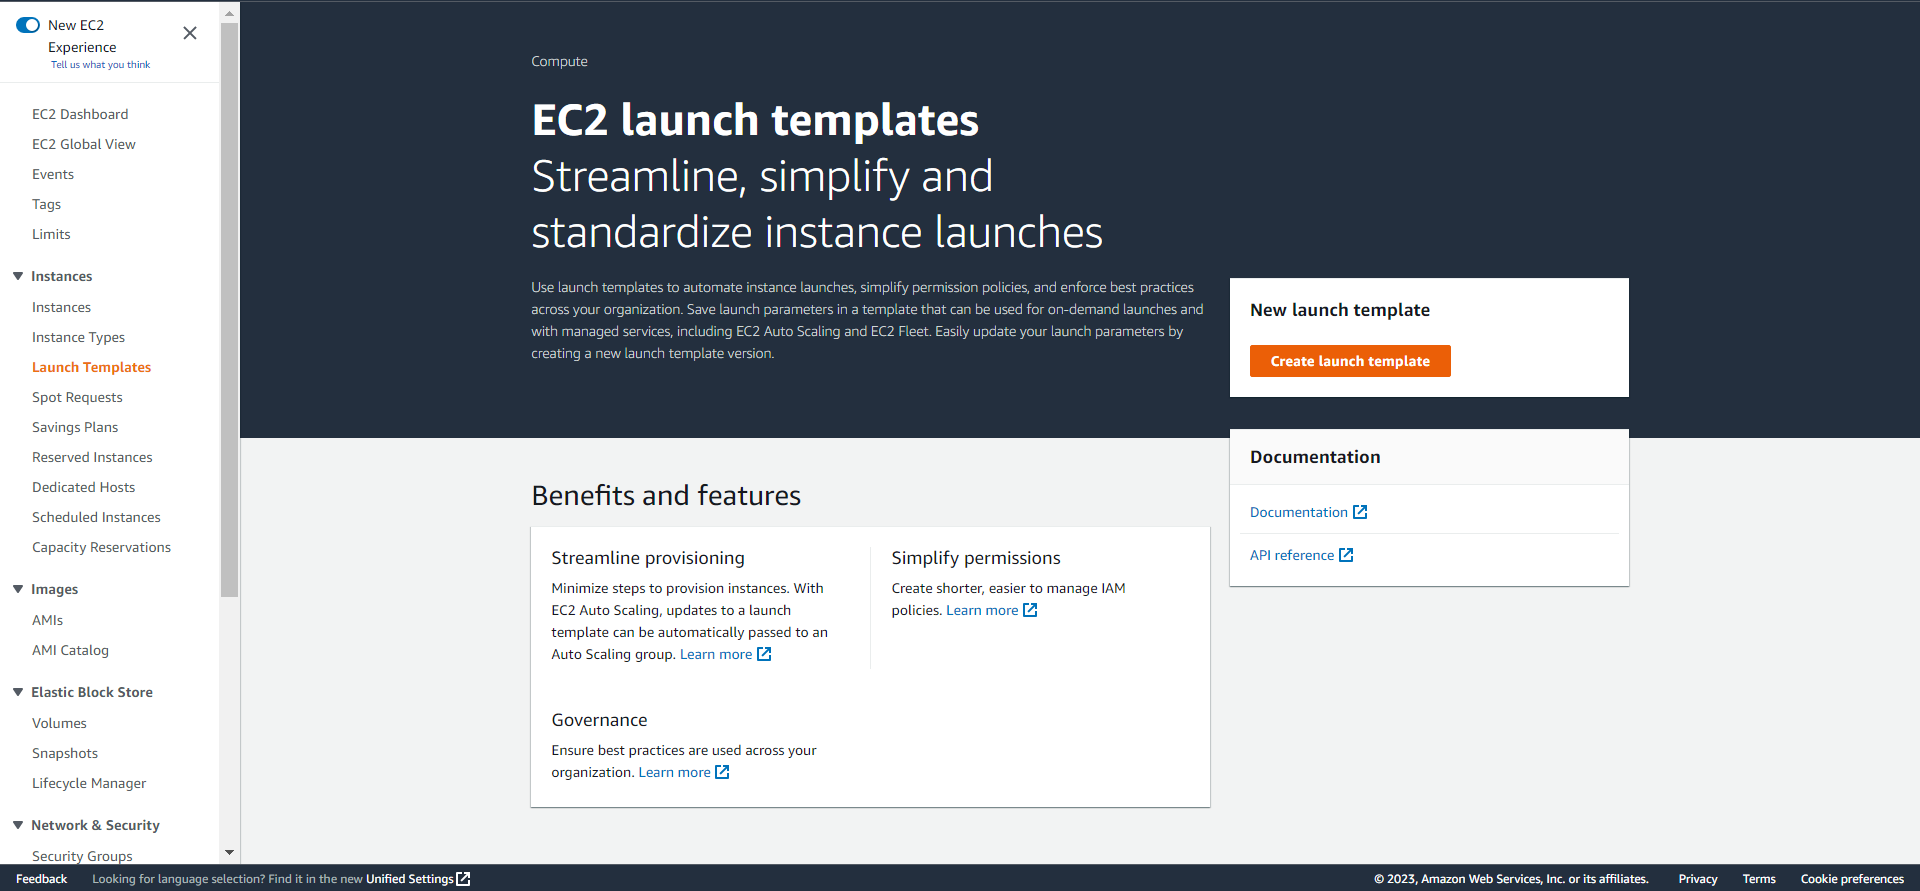 New EC2
Experience
Tell us what you think
EC2 Dashboard
EC2 Global View
Events
Tags
Limits
Instances
Instances
Instance Types
Launch Templates
Spot Requests
Savings Plans
Reserved Instances
Dedicated Hosts
Scheduled Instances
Capacity Reservations
Images
AMIs
AMI Catalog
Elastic Block Store
Volumes
Snapshots
Lifecycle Manager
Network & Security
Security Groups
Compute
EC2 launch templates
Streamline, simplify and
standardize instance launches
Use launch templates to automate instance launches, simplify permission policies, and enforce best practices
across your organization. Save launch parameters in a template that can be used for on-demand launches and
with managed services, including EC2 Auto Scaling and EC2 Fleet. Easily update your launch parameters by
creating a new launch template version.
New launch template
Create launch template
Documentation
Documentation
API reference
Benefits and features
Streamline provisioning
Minimize steps to provision instances. With
EC2 Auto Scaling, updates to a launch
template can be automatically passed to an
Auto Scaling group. Learn more
Simplify permissions
Create shorter, easier to manage IAM
policies. Learn more
Governance
Ensure best practices are used across your
organization. Learn more
Feedback
Looking for language selection? Find it in the new Unified Settings
© 2023, Amazon Web Services, Inc. or its affiliates.
Privacy
Terms
Cookie preferences